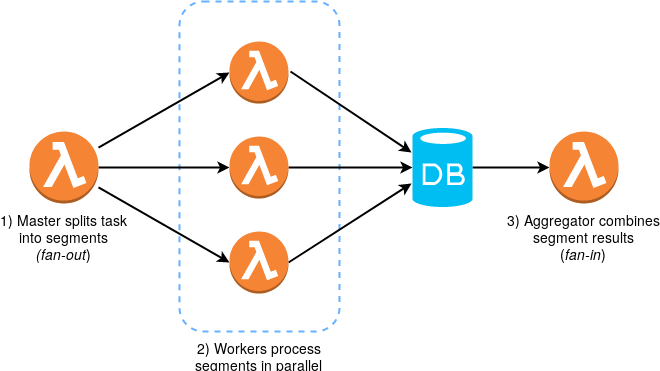 λ
λ
λ
λ
DB
λ
1) Master splits task
into segments
(fan-out)
3) Aggregator combines
segment results
(fan-in)
2) Workers process
segments in parallel